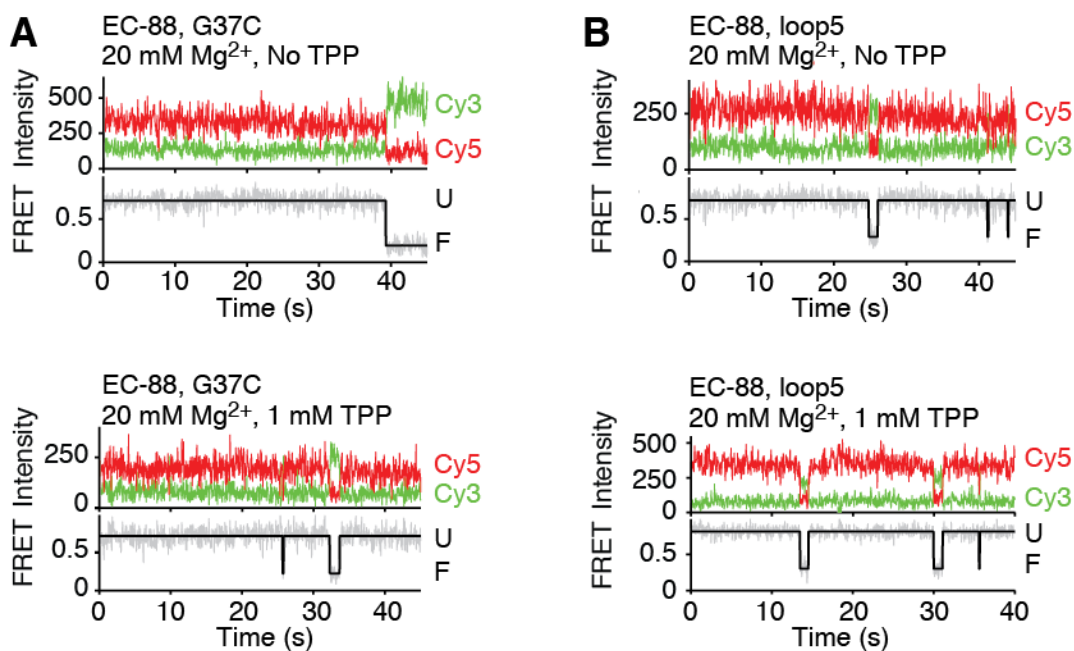 A
EC-88, G37C
20 mM Mg²⁺, No TPP
Intensity
500
250
0
Cy3
Cy5
FRET
0.5
0
U
F
0 10 20 30 40
Time (s)
EC-88, G37C
20 mM Mg²⁺, 1 mM TPP
Intensity
250
0
Cy5
Cy3
FRET
0.5
0
U
F
0 10 20 30 40
Time (s)
B
EC-88, loop5
20 mM Mg²⁺, No TPP
Intensity
250
0
Cy5
Cy3
FRET
0.5
0
U
F
0 10 20 30 40
Time (s)
EC-88, loop5
20 mM Mg²⁺, 1 mM TPP
Intensity
500
250
0
Cy5
Cy3
FRET
0.5
0
U
F
0 10 20 30 40
Time (s)